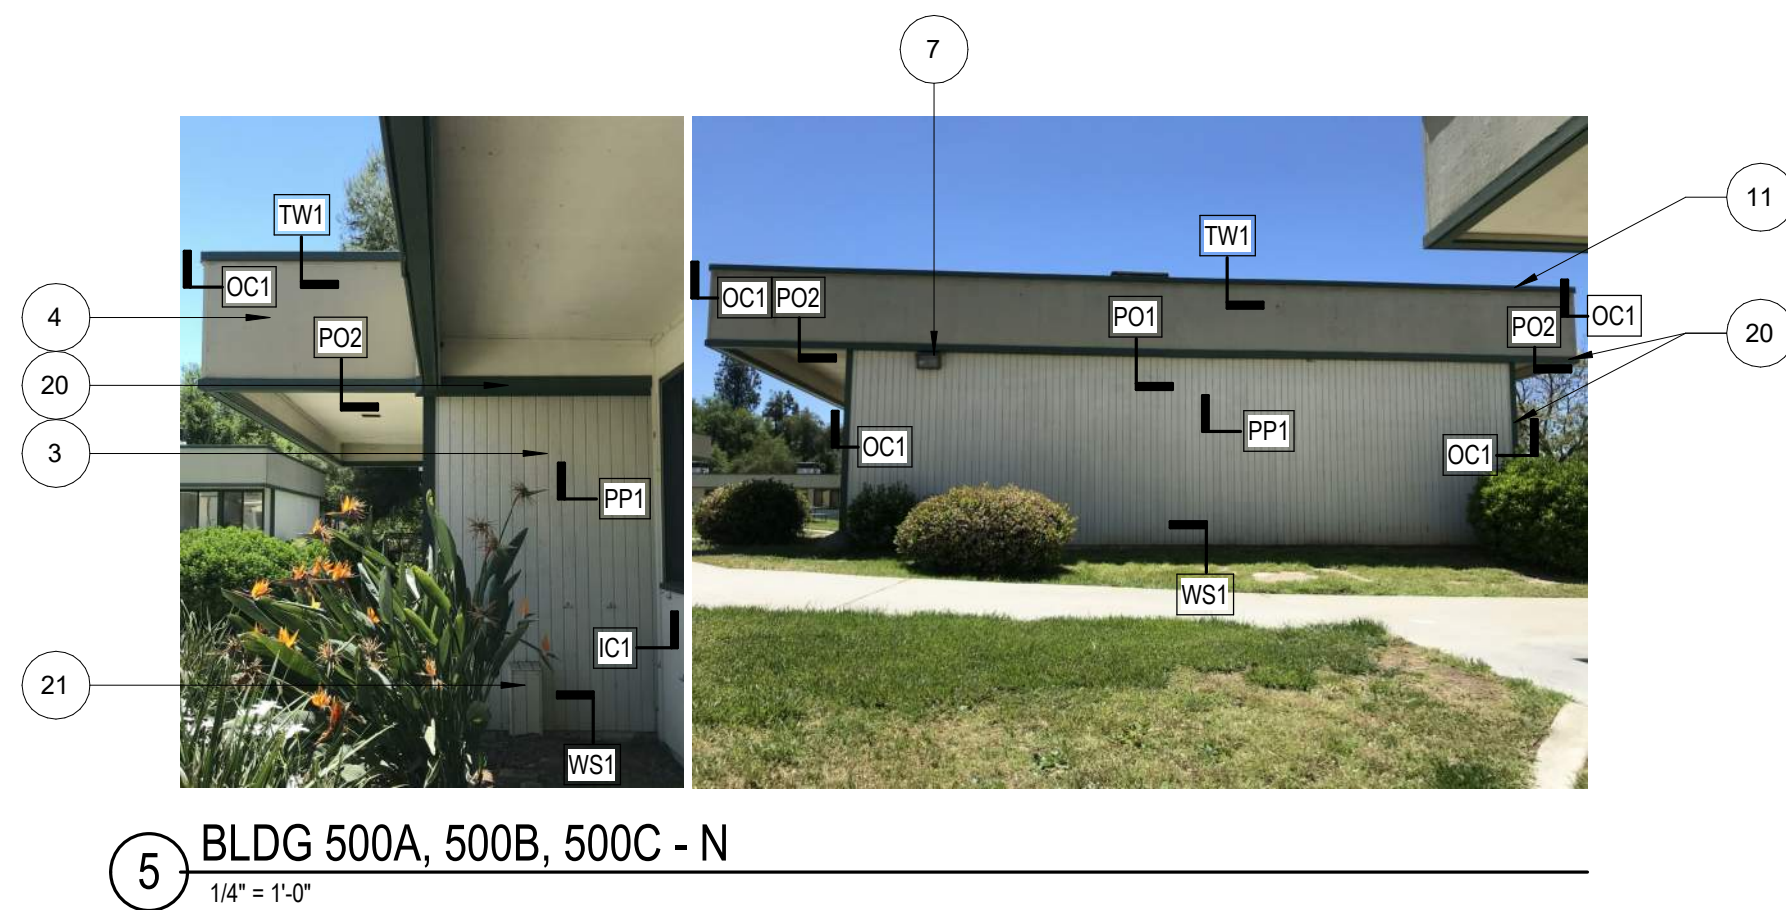 7
TW1
TW1
11
OC1
OC1
PO2
OC1
4
PO2
PO1
PO2
20
20
3
OC1
PP1
OC1
PP1
WS1
IC1
21
WS1
5
BLDG 500A, 500B, 500C - N
1/4" = 1'-0"